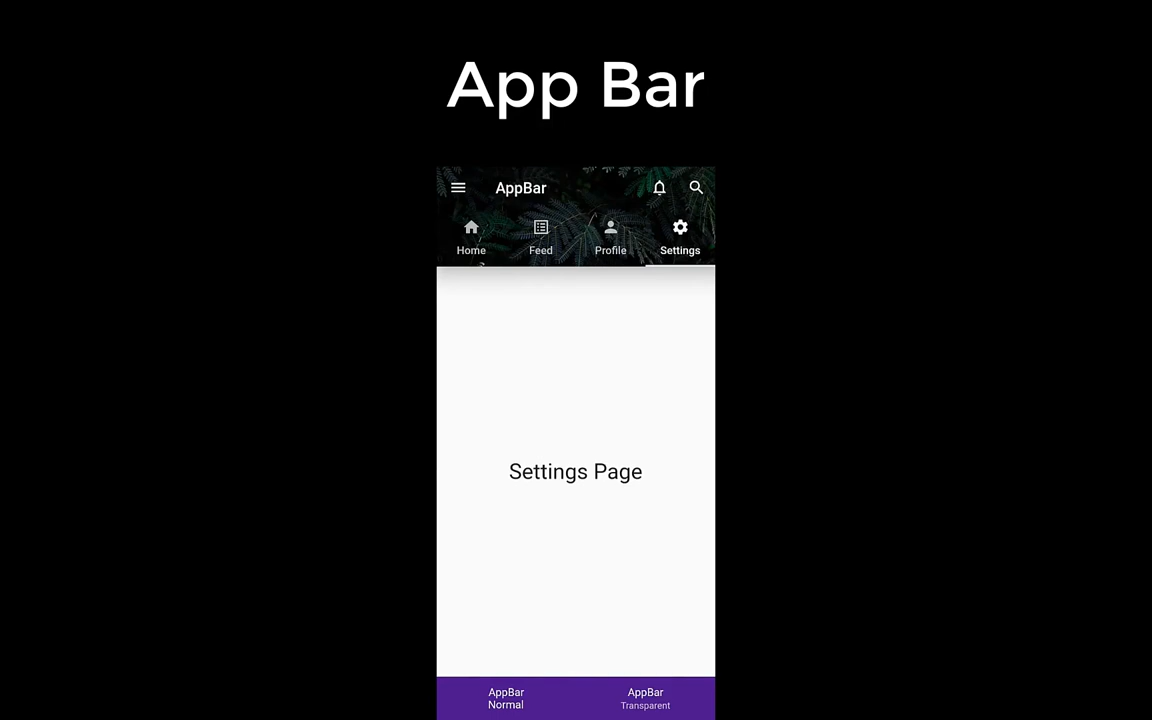 App Bar
AppBar
Home Feed Profile Settings
Settings Page
AppBar AppBar
Normal Transparent